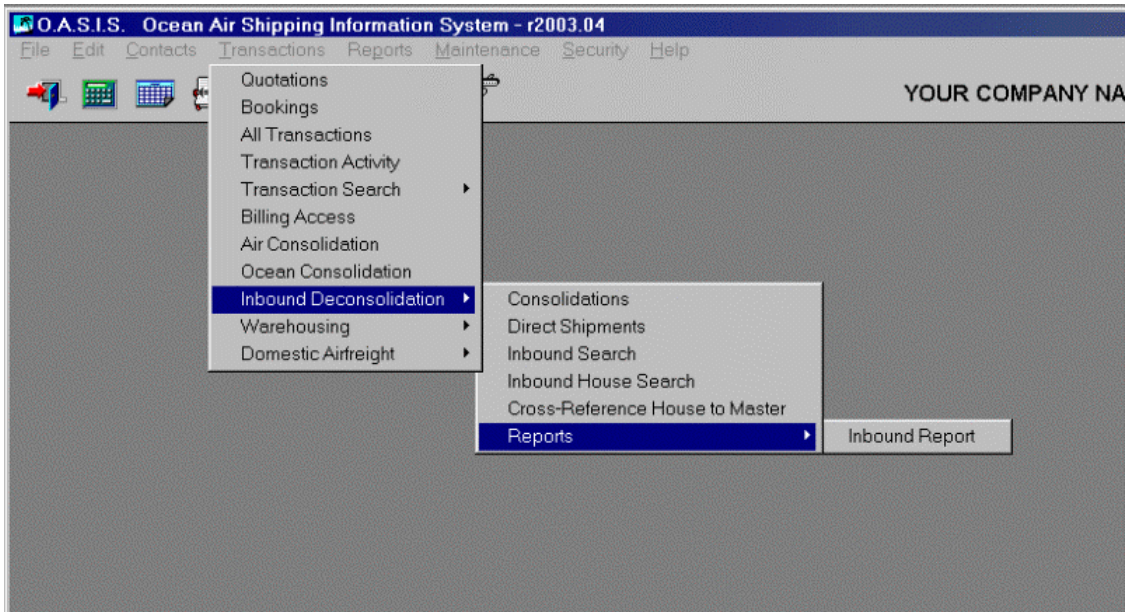 O.A.S.I.S. Ocean Air Shipping Information System - r2003.04
File Edit Contacts Transactions Reports Maintenance Security Help
YOUR COMPANY NA
Quotations
Bookings
All Transactions
Transaction Activity
Transaction Search
Billing Access
Air Consolidation
Ocean Consolidation
Inbound Deconsolidation
Warehousing
Domestic Airfreight
Consolidations
Direct Shipments
Inbound Search
Inbound House Search
Cross-Reference House to Master
Reports
Inbound Report